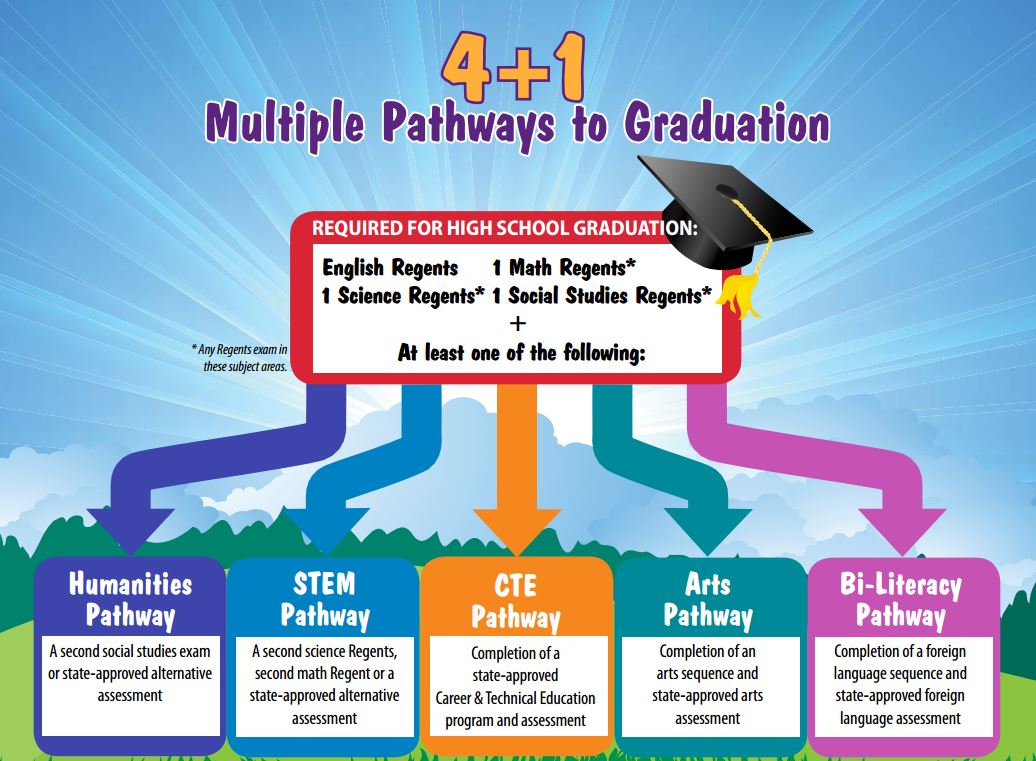 4+1
Multiple Pathways to Graduation
REQUIRED FOR HIGH SCHOOL GRADUATION:
English Regents 1 Math Regents*
1 Science Regents* 1 Social Studies Regents*
+
At least one of the following:
* Any Regents exam in
these subject areas.
Humanities
Pathway
A second social studies exam
or state-approved alternative
assessment
STEM
Pathway
A second science Regents,
second math Regent or a
state-approved alternative
assessment
CTE
Pathway
Completion of a
state-approved
Career & Technical Education
program and assessment
Arts
Pathway
Completion of an
arts sequence and
state-approved arts
assessment
Bi-Literacy
Pathway
Completion of a foreign
language sequence and
state-approved foreign
language assessment